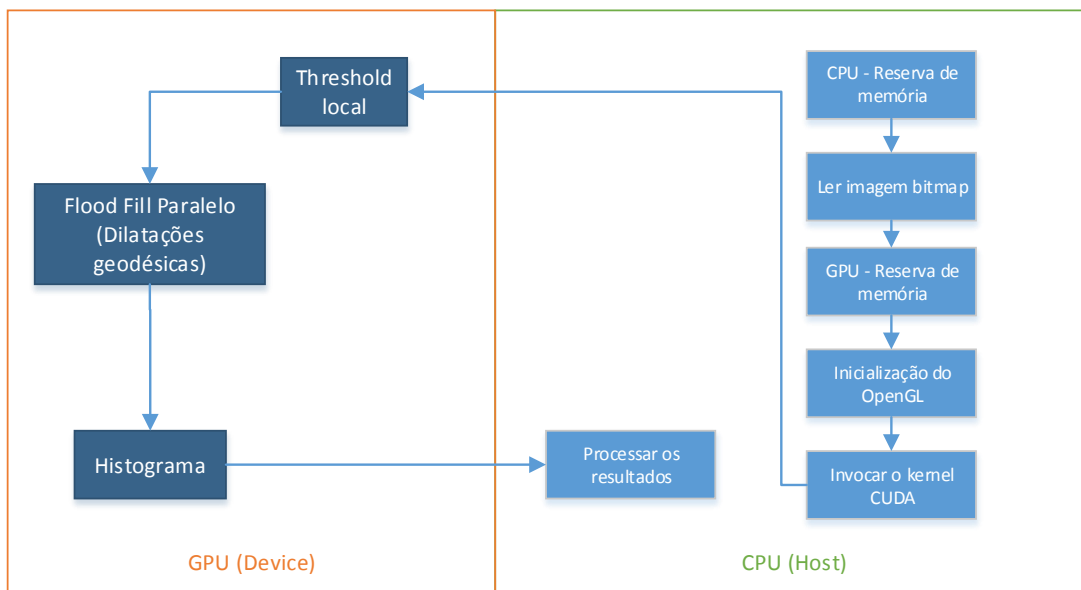 Threshold
local
Flood Fill Paralelo
(Dilatações
geodésicas)
Histograma
GPU (Device)
CPU - Reserva de
memória
Ler imagem bitmap
GPU - Reserva de
memória
Inicialização do
OpenGL
Invocar o kernel
CUDA
Processar os
resultados
CPU (Host)